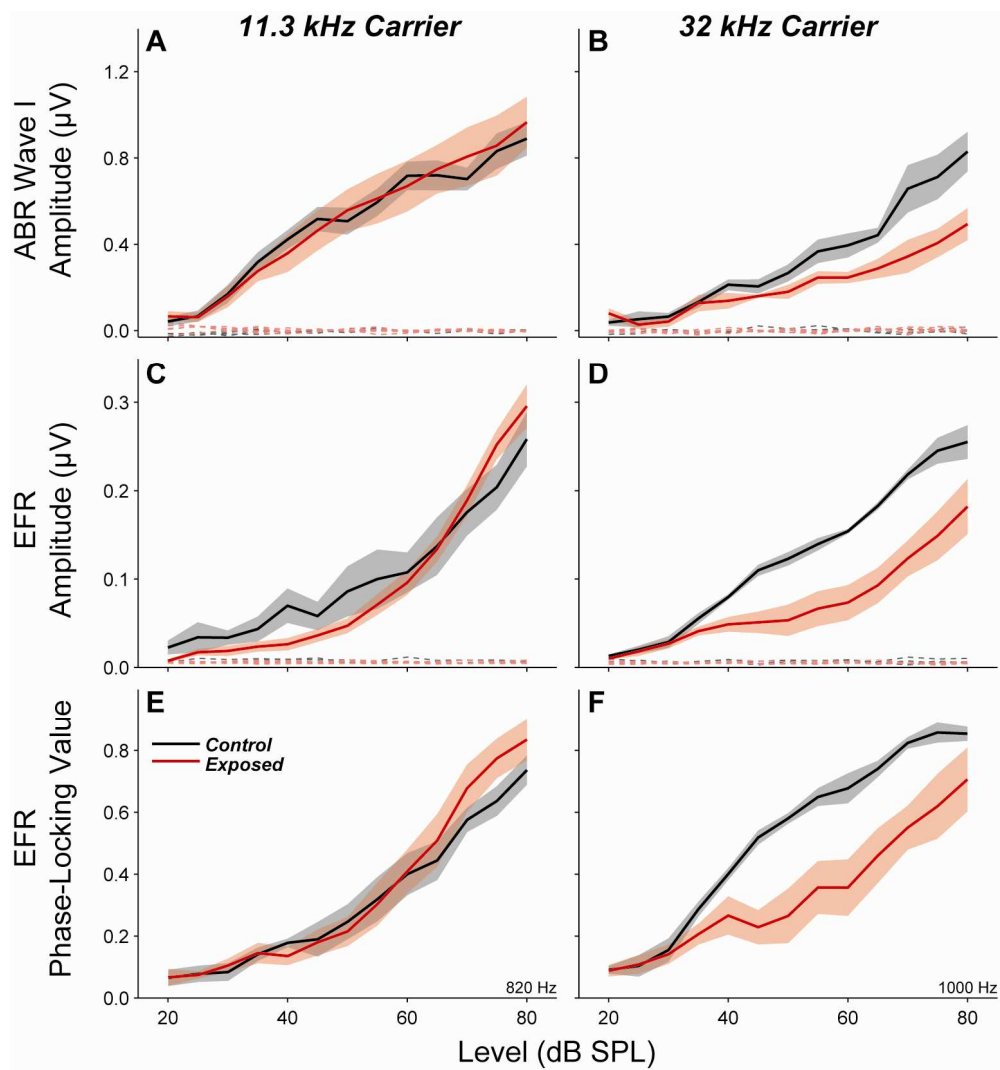 11.3 kHz Carrier
32 kHz Carrier
A
B
ABR Wave I
Amplitude (µV)
1.2
0.8
0.4
0.0
C
D
EFR
Amplitude (µV)
0.3
0.2
0.1
0.0
E
F
EFR
Phase-Locking Value
Control
Exposed
0.8
0.6
0.4
0.2
0.0
820 Hz
1000 Hz
20
40
60
80
20
40
60
80
Level (dB SPL)